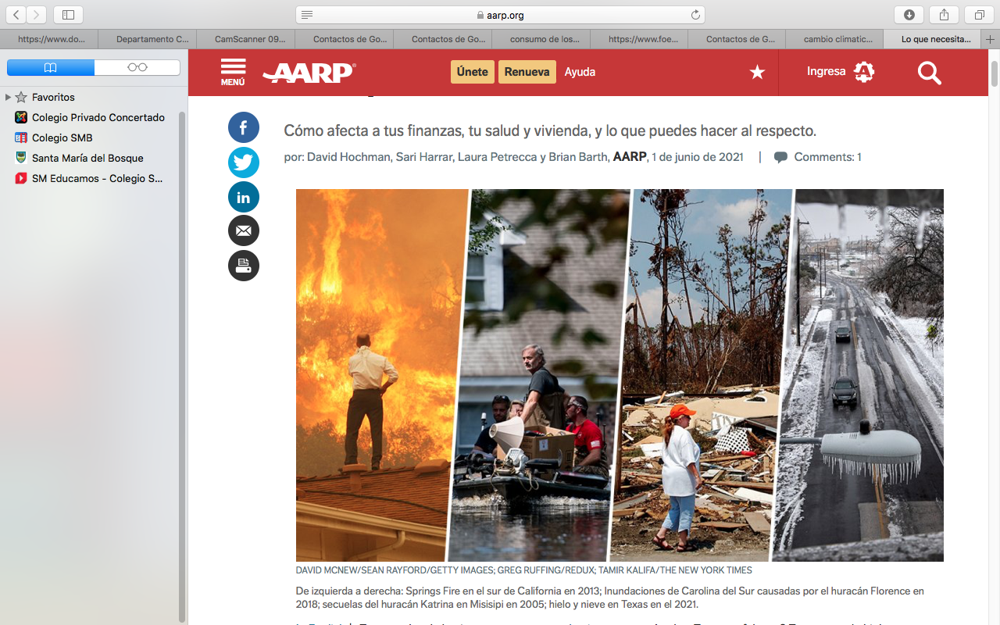 aarp.org
https://www.do...
Departamento C...
CamScanner 09...
Contactos de Go...
Contactos de Go...
consumo de los...
https://www.foe...
Contactos de G...
cambio climatic...
Lo que necesita...
Favoritos
Colegio Privado Concertado
Colegio SMB
Santa María del Bosque
SM Educamos - Colegio S...
MENÚ
AARP®
Únete
Renueva
Ayuda
Ingresa
Cómo afecta a tus finanzas, tu salud y vivienda, y lo que puedes hacer al respecto.
por: David Hochman, Sari Harrar, Laura Petrecca y Brian Barth, AARP, 1 de junio de 2021 | Comments: 1
DAVID MCNEW/SEAN RAYFORD/GETTY IMAGES; GREG RUFFING/REDUX; TAMIR KALIFA/THE NEW YORK TIMES
De izquierda a derecha: Springs Fire en el sur de California en 2013; Inundaciones de Carolina del Sur causadas por el huracán Florence en
2018; secuelas del huracán Katrina en Misisipi en 2005; hielo y nieve en Texas en el 2021.